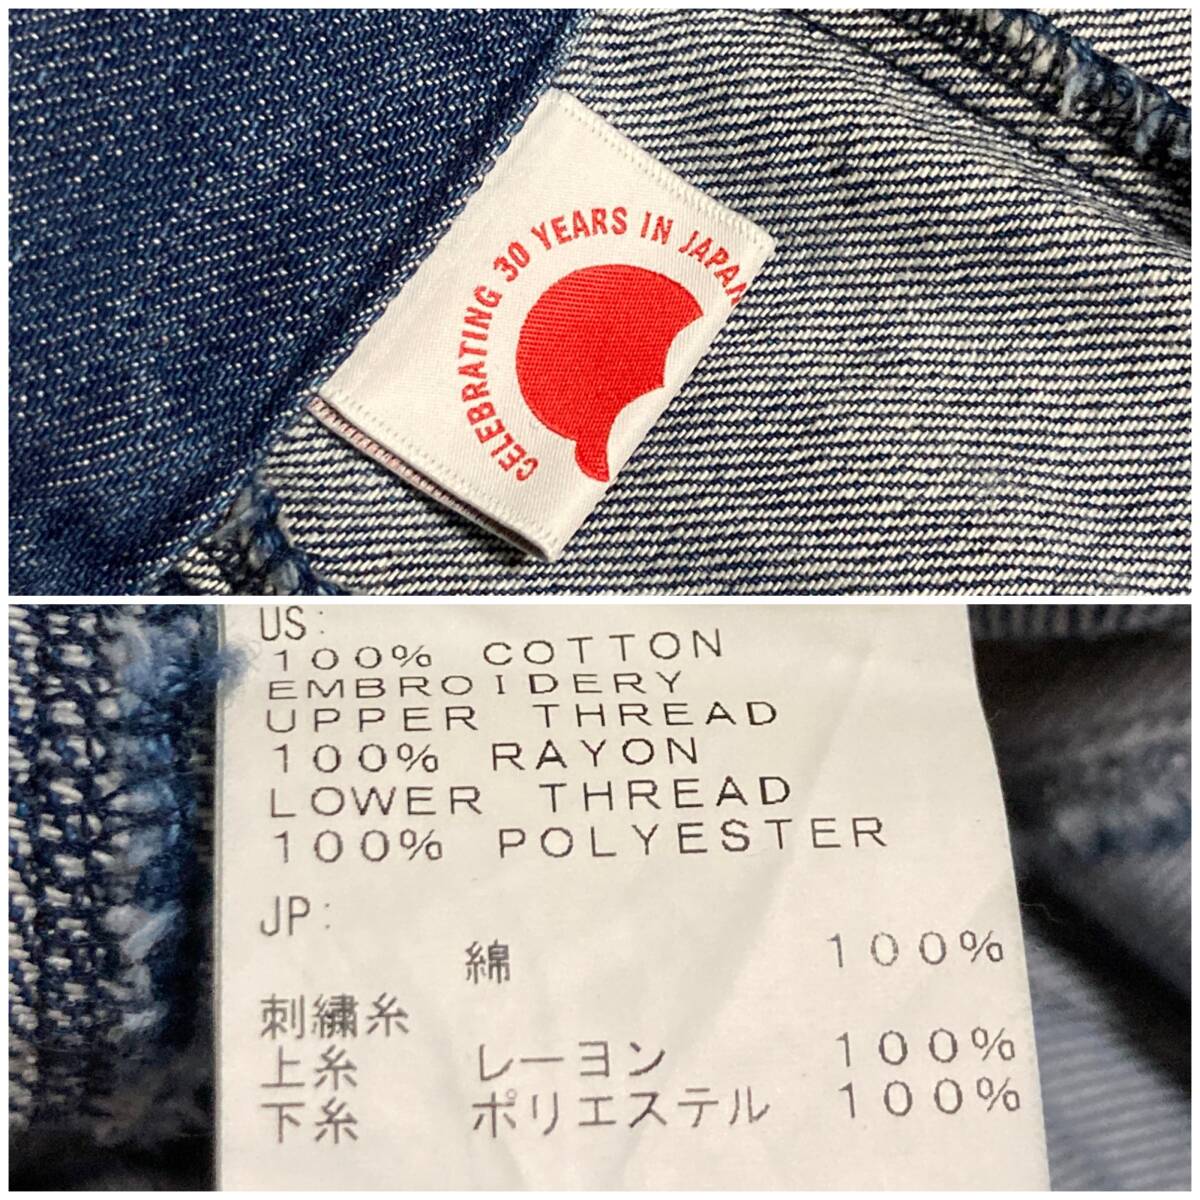 CELEBRATING 30 YEARS IN JAPAN
US:
100% COTTON
EMBROIDERY
UPPER THREAD
100% RAYON
LOWER THREAD
100% POLYESTER
JP:
綿 100%
刺繍糸
上糸 レーヨン 100%
下糸 ポリエステル 100%